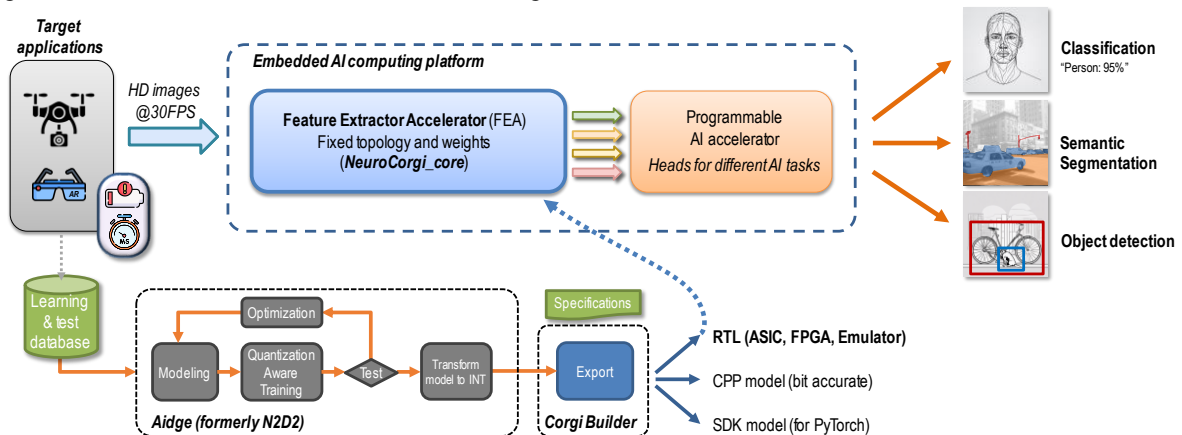 Target
applications
HD images
@30FPS
AR
MS
Embedded AI computing platform
Feature Extractor Accelerator (FEA)
Fixed topology and weights
(NeuroCorgi_core)
Programmable
AI accelerator
Heads for different AI tasks
Classification
“Person: 95%”
Semantic
Segmentation
Object detection
Learning
& test
database
Optimization
Modeling
Quantization
Aware
Training
Test
Transform
model to INT
Aidge (formerly N2D2)
Specifications
Export
Corgi Builder
RTL (ASIC, FPGA, Emulator)
CPP model (bit accurate)
SDK model (for PyTorch)